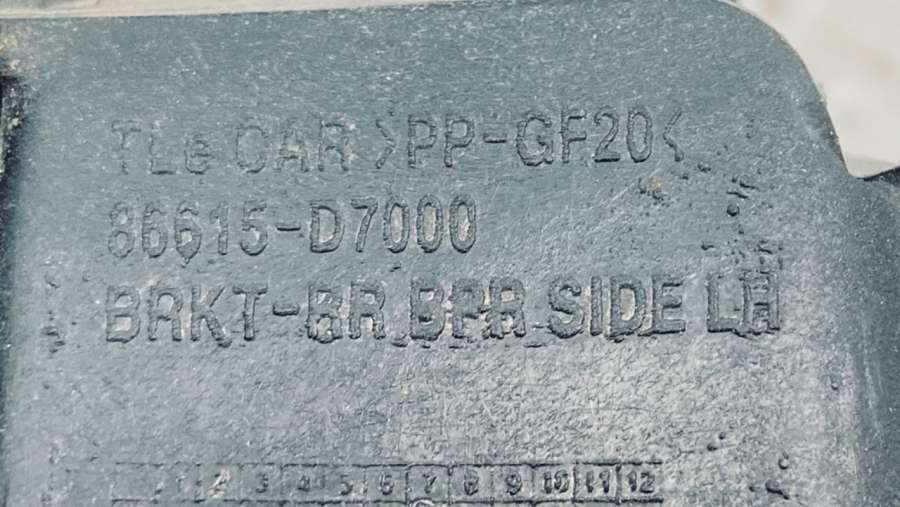 TLe CAR >PP-GF20<
86615-D7000
BRKT-RR BPR SIDE LH
1 2 3 4 5 6 7 8 9 10 11 12